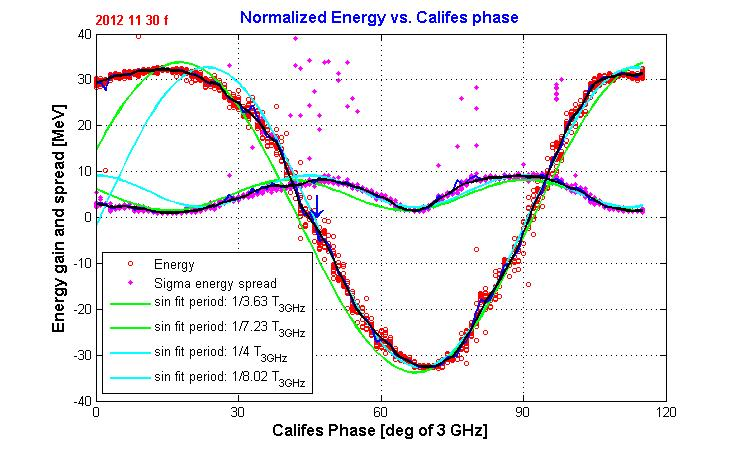 2012 11 30 f
Normalized Energy vs. Califes phase
Energy gain and spread [MeV]
40
30
20
10
0
-10
-20
-30
-40
Energy
Sigma energy spread
sin fit period: 1/3.63 T3GHz
sin fit period: 1/7.23 T3GHz
sin fit period: 1/4 T3GHz
sin fit period: 1/8.02 T3GHz
0 30 60 90 120
Califes Phase [deg of 3 GHz]